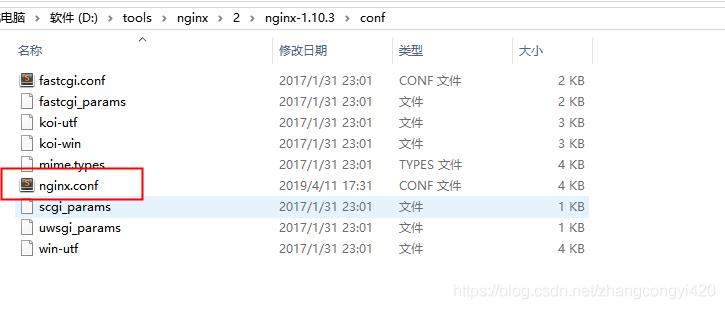 电脑 > 软件 (D:) > tools > nginx > 2 > nginx-1.10.3 > conf
名称 修改日期 类型 大小
fastcgi.conf 2017/1/31 23:01 CONF 文件 2 KB
fastcgi_params 2017/1/31 23:01 文件 2 KB
koi-utf 2017/1/31 23:01 文件 3 KB
koi-win 2017/1/31 23:01 文件 3 KB
mime.types 2017/1/31 23:01 TYPES 文件 4 KB
nginx.conf 2019/4/11 17:31 CONF 文件 4 KB
scgi_params 2017/1/31 23:01 文件 1 KB
uwsgi_params 2017/1/31 23:01 文件 1 KB
win-utf 2017/1/31 23:01 文件 4 KB
https://blog.csdn.net/zhangcongyi420